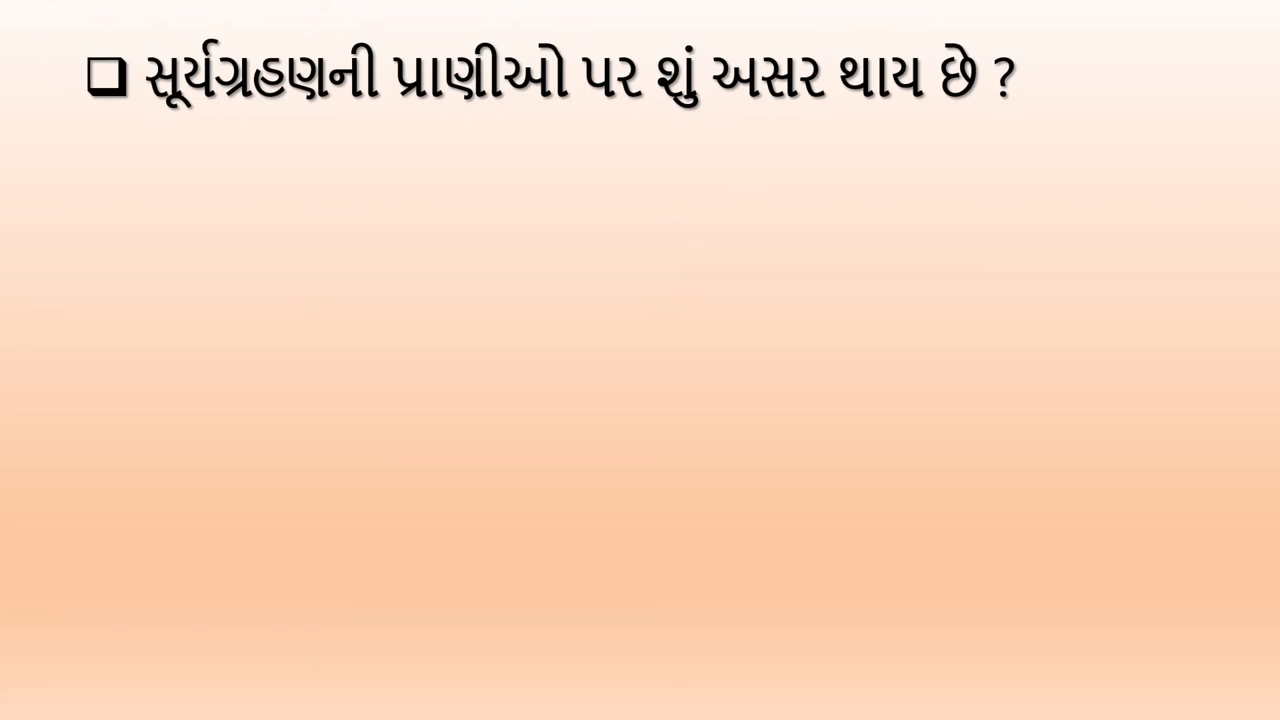 ❑ સૂર્યગ્રહણની પ્રાણીઓ પર શું અસર થાય છે ?